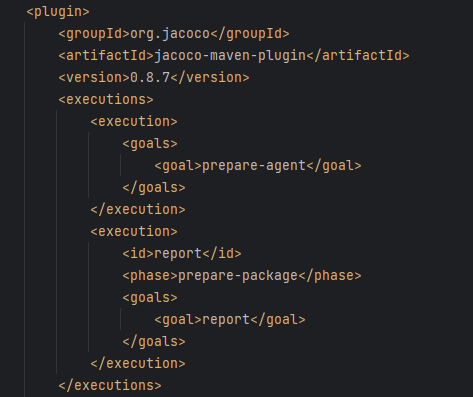 <plugin>
<groupId>org.jacoco</groupId>
<artifactId>jacoco-maven-plugin</artifactId>
<version>0.8.7</version>
<executions>
<execution>
<goals>
<goal>prepare-agent</goal>
</goals>
</execution>
<execution>
<id>report</id>
<phase>prepare-package</phase>
<goals>
<goal>report</goal>
</goals>
</execution>
</executions>